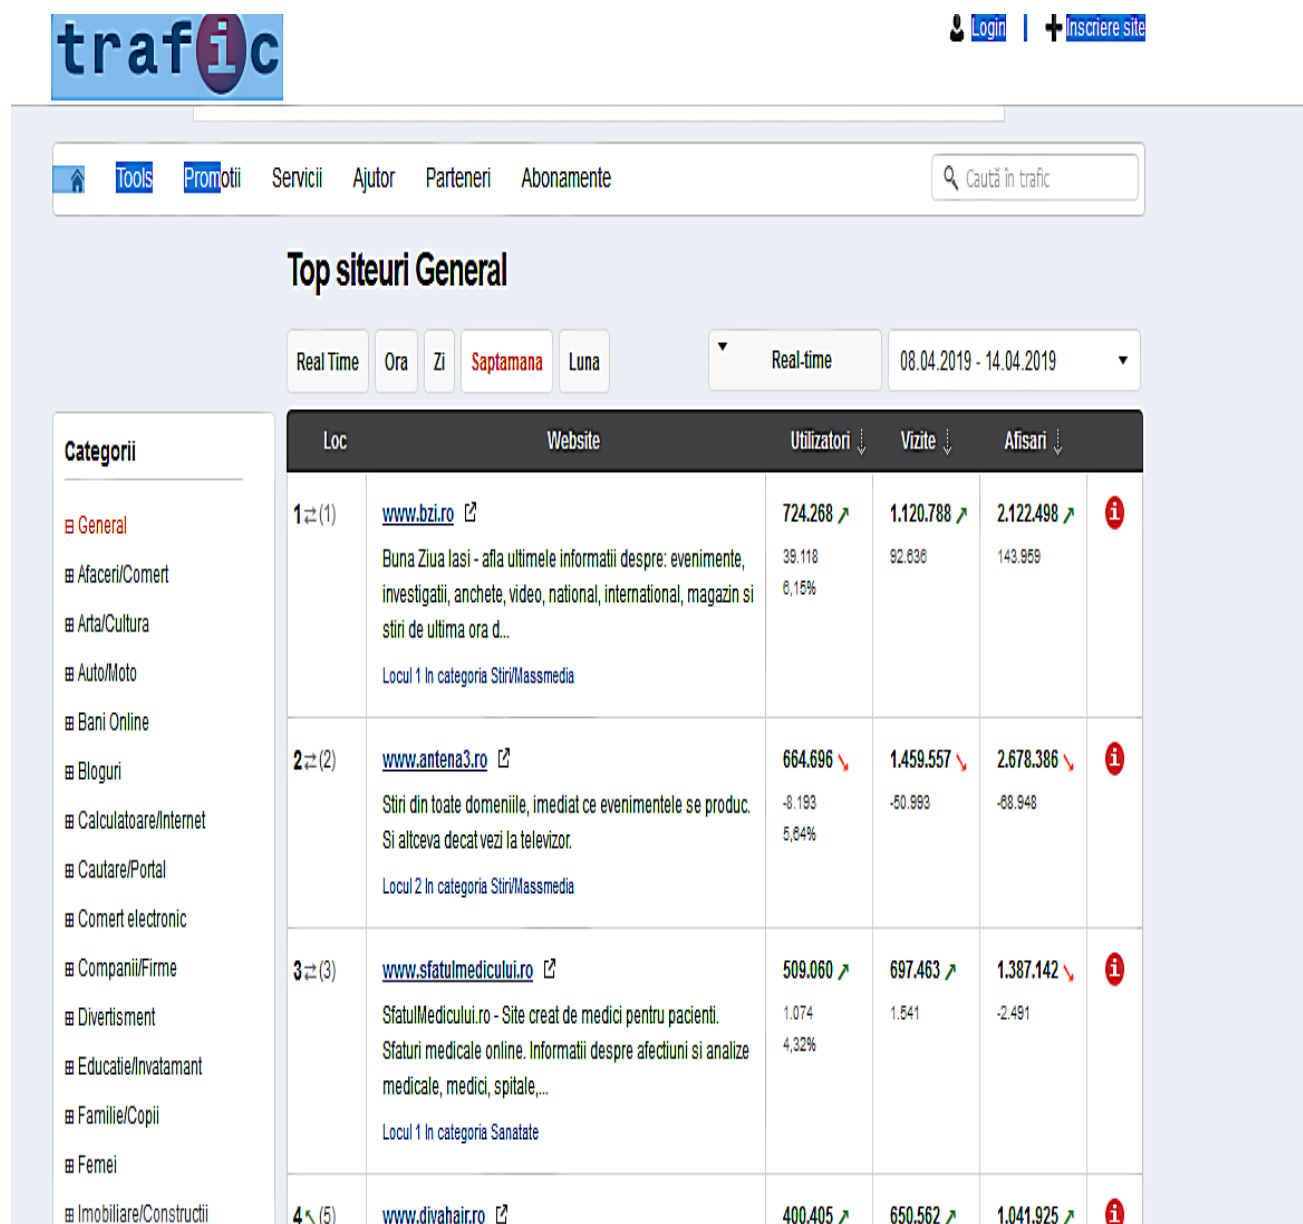 trafic
Login | Inscriere site
Tools Promotii Servicii Ajutor Parteneri Abonamente
Caută în trafic
Top siteuri General
Real Time Ora Zi Saptamana Luna
Real-time 08.04.2019 - 14.04.2019
Categorii
General
Afaceri/Comert
Arta/Cultura
Auto/Moto
Bani Online
Bloguri
Calculatoare/Internet
Cautare/Portal
Comert electronic
Companii/Firme
Divertisment
Educatie/Invatamant
Familie/Copii
Femei
Imobiliare/Constructii
Loc Website Utilizatori Vizite Afisari
1 (1) www.bzi.ro 724.268 1.120.788 2.122.498
Buna Ziua Iasi - afla ultimele informatii despre: evenimente,
investigatii, anchete, video, national, international, magazin si
stiri de ultima ora d...
Locul 1 In categoria Stiri/Massmedia
39.118 92.636 143.959
6,15%
2 (2) www.antena3.ro 664.696 1.459.557 2.678.386
Stiri din toate domeniile, imediat ce evenimentele se produc.
Si altceva decat vezi la televizor.
Locul 2 In categoria Stiri/Massmedia
-8.193 -50.993 -68.948
5,64%
3 (3) www.sfatulmedicului.ro 509.060 697.463 1.387.142
SfatulMedicului.ro - Site creat de medici pentru pacienti.
Sfaturi medicale online. Informatii despre afectiuni si analize
medicale, medici, spitale,...
Locul 1 In categoria Sanatate
1.074 1.541 -2.491
4,32%
4 (5) www.divahair.ro 400.405 650.562 1.041.925